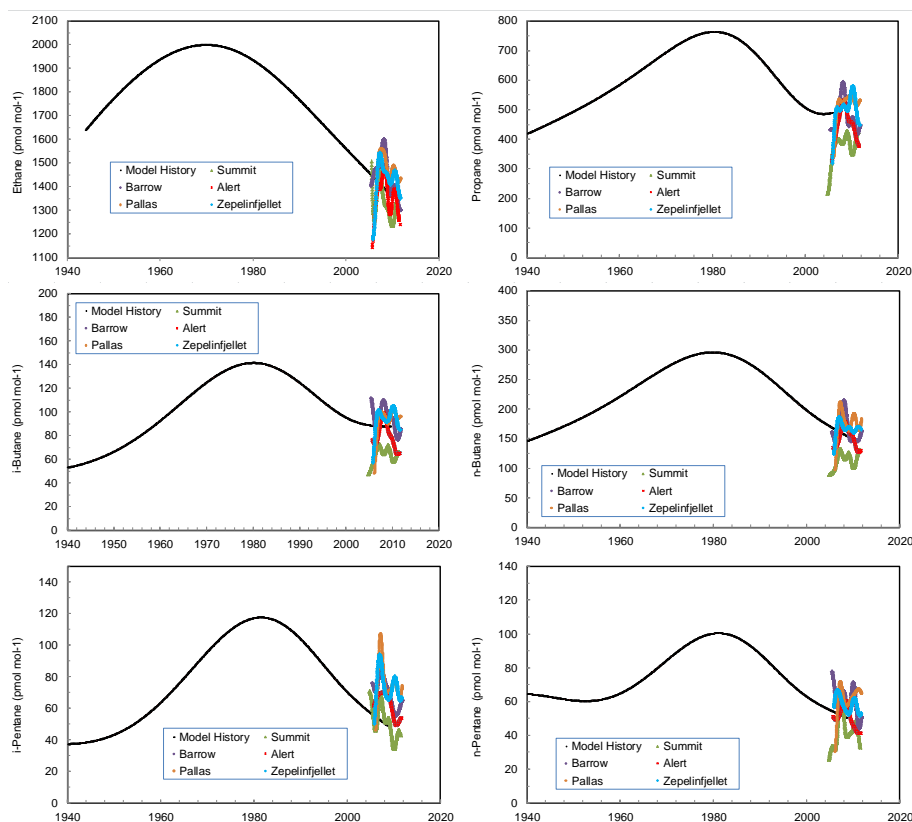 2100
2000
1900
1800
1700
1600
1500
1400
1300
1200
1100
Ethane (pmol mol-1)
Model History Summit
Barrow Alert
Pallas Zepelinfjellet
1940 1960 1980 2000 2020
800
700
600
500
400
300
200
100
0
Propane (pmol mol-1)
Model History Summit
Barrow Alert
Pallas Zepelinfjellet
1940 1950 1960 1970 1980 1990 2000 2010 2020
200
180
160
140
120
100
80
60
40
20
0
i-Butane (pmol mol-1)
Model History Summit
Barrow Alert
Pallas Zepelinfjellet
1940 1950 1960 1970 1980 1990 2000 2010 2020
400
350
300
250
200
150
100
50
0
n-Butane (pmol mol-1)
Model History Summit
Barrow Alert
Pallas Zepelinfjellet
1940 1960 1980 2000 2020
140
120
100
80
60
40
20
0
i-Pentane (pmol mol-1)
Model History Summit
Barrow Alert
Pallas Zepelinfjellet
1940 1960 1980 2000 2020
140
120
100
80
60
40
20
0
n-Pentane (pmol mol-1)
Model History Summit
Barrow Alert
Pallas Zepelinfjellet
1940 1960 1980 2000 2020